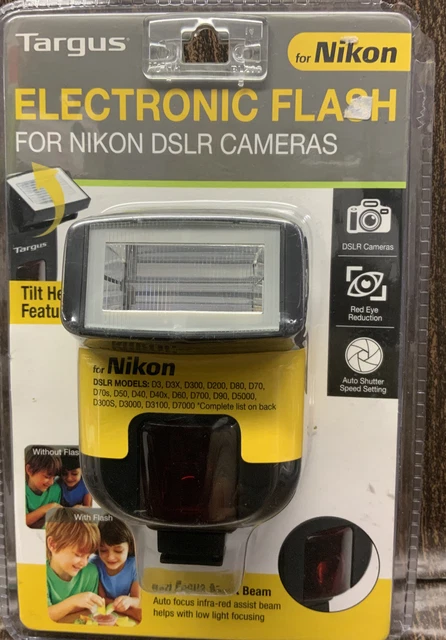 Targus
for Nikon
ELECTRONIC FLASH
FOR NIKON DSLR CAMERAS
Targus
DSLR Cameras
Tilt He
Featu
Red Eye
Reduction
Auto Shutter
Speed Setting
for Nikon
DSLR MODELS: D3, D3X, D300, D200, D80, D70,
D70s, D50, D40, D40x, D60, D700, D90, D5000,
D300S, D3000, D3100, D7000 *Complete list on back
Without Flas
With Flash
Beam
Auto focus infra-red assist beam
helps with low light focusing